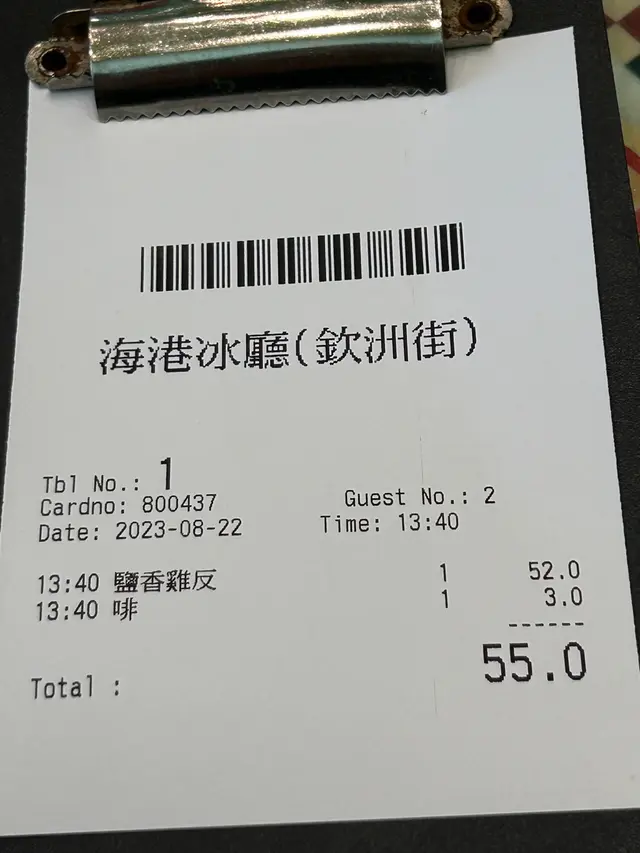 海港冰廳(欽洲街)
Tbl No.: 1
Cardno: 800437 Guest No.: 2
Date: 2023-08-22 Time: 13:40
13:40 鹽香雞反 1 52.0
13:40 啡 1 3.0
------
Total : 55.0